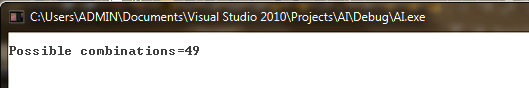 C:\Users\ADMIN\Documents\Visual Studio 2010\Projects\AI\Debug\AI.exe
Possible combinations=49